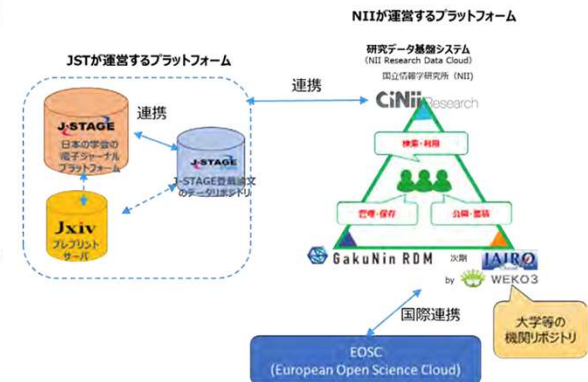 NIIが運営するプラットフォーム
JSTが運営するプラットフォーム
研究データ基盤システム
(NII Research Data Cloud)
国立情報学研究所 (NII)
連携
CiNii Research
連携
J-STAGE
日本の学会の
電子ジャーナル
プラットフォーム
J-STAGE
J-STAGE登載論文
のデータリポジトリ
Jxiv
プレプリント
サーバ
検索・利用
管理・保存
公開・蓄積
GakuNin RDM
次期
JAIRO
by
WEKO3
国際連携
大学等の
機関リポジトリ
EOSC
(European Open Science Cloud)